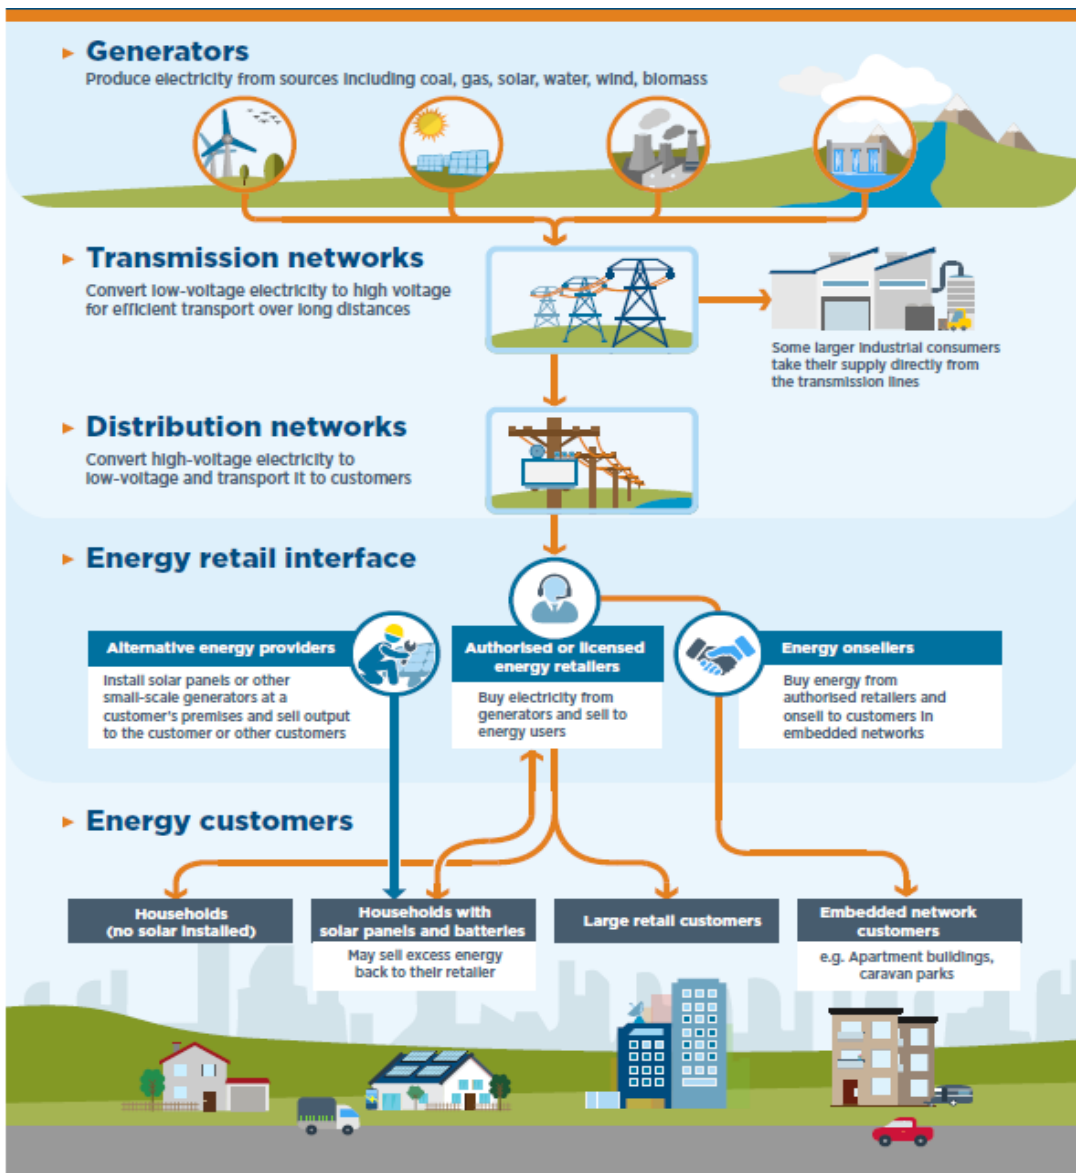 Generators
Produce electricity from sources including coal, gas, solar, water, wind, biomass
Transmission networks
Convert low-voltage electricity to high voltage
for efficient transport over long distances
Some larger industrial consumers
take their supply directly from
the transmission lines
Distribution networks
Convert high-voltage electricity to
low-voltage and transport it to customers
Energy retail interface
Alternative energy providers
Install solar panels or other
small-scale generators at a
customer's premises and sell output
to the customer or other customers
Authorised or licensed
energy retailers
Buy electricity from
generators and sell to
energy users
Energy onsellers
Buy energy from
authorised retailers and
onsell to customers in
embedded networks
Energy customers
Households
(no solar installed)
Households with
solar panels and batteries
May sell excess energy
back to their retailer
Large retail customers
Embedded network
customers
e.g. Apartment buildings,
caravan parks